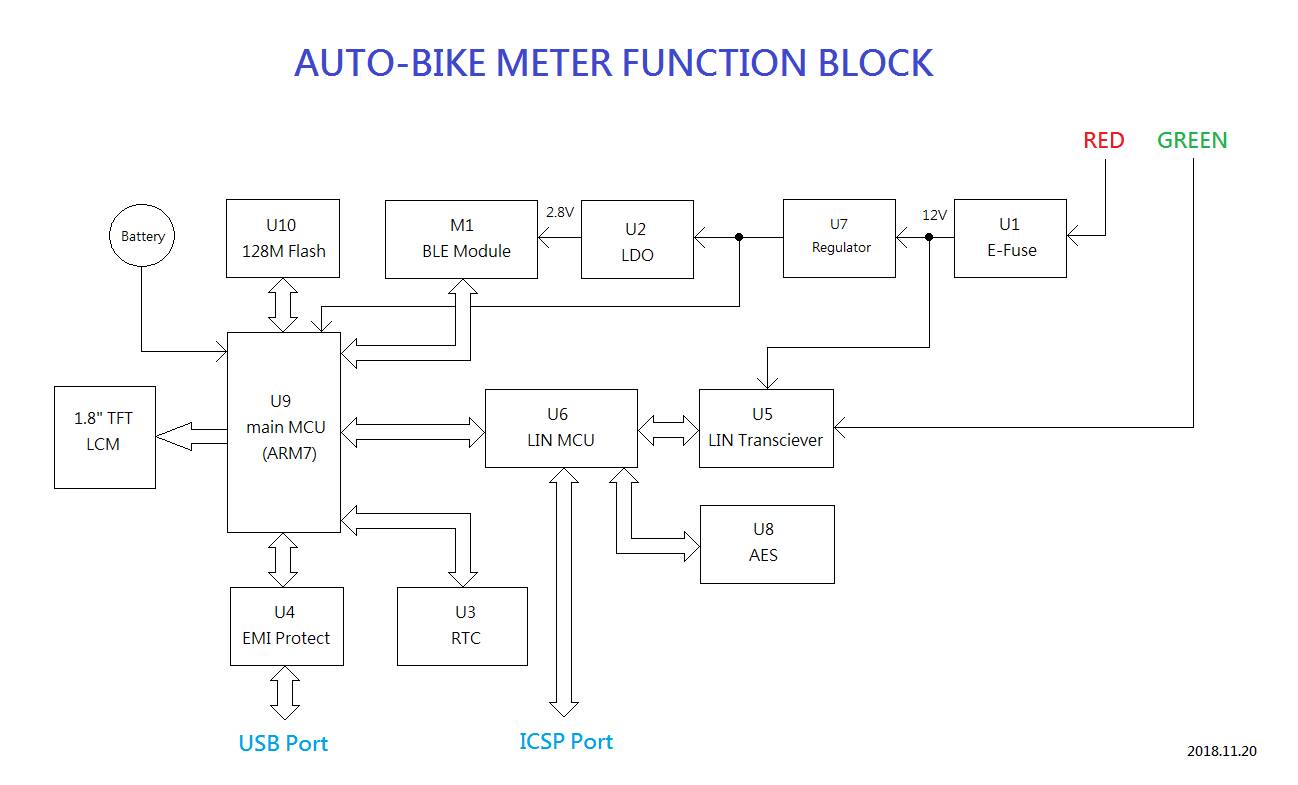 AUTO-BIKE METER FUNCTION BLOCK
RED
GREEN
Battery
U10
128M Flash
M1
BLE Module
2.8V
U2
LDO
U7
Regulator
12V
U1
E-Fuse
1.8" TFT
LCM
U9
main MCU
(ARM7)
U6
LIN MCU
U5
LIN Transciever
U8
AES
U4
EMI Protect
U3
RTC
USB Port
ICSP Port
2018.11.20